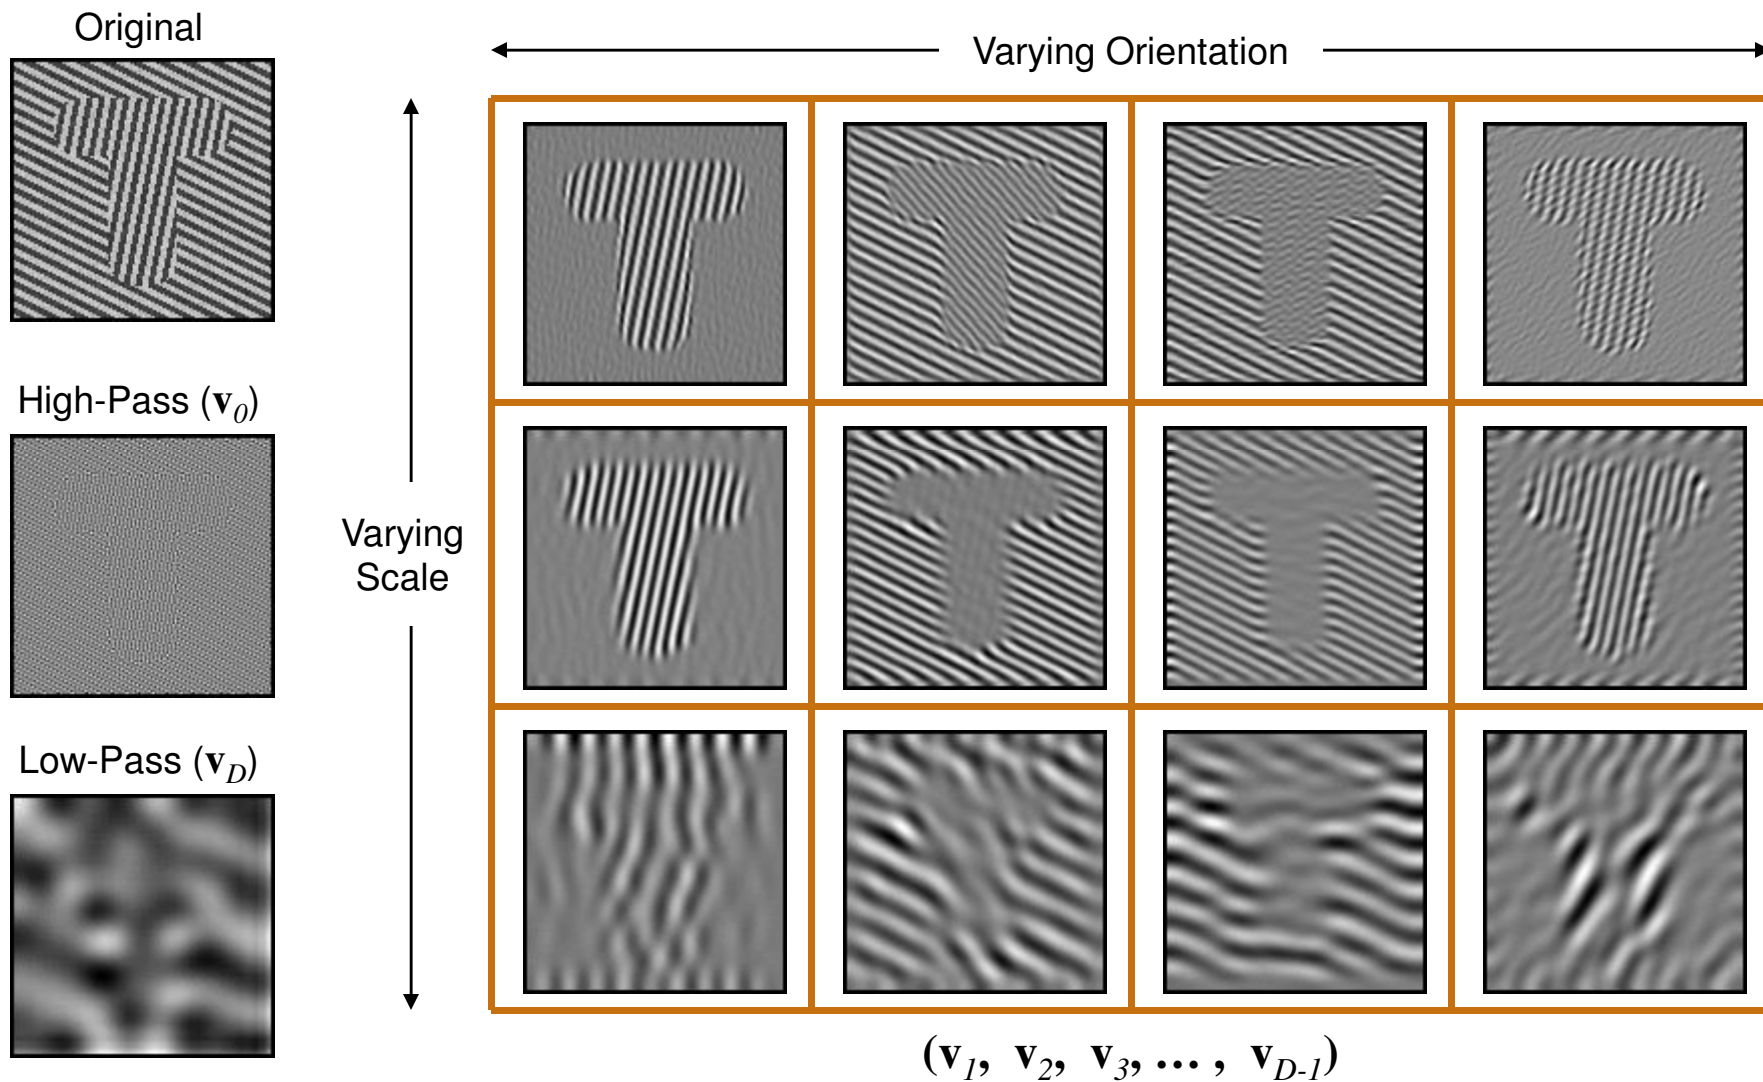 Original
Varying Orientation
High-Pass (v0)
Varying
Scale
Low-Pass (vD)
(v1, v2, v3, ... , vD-1)